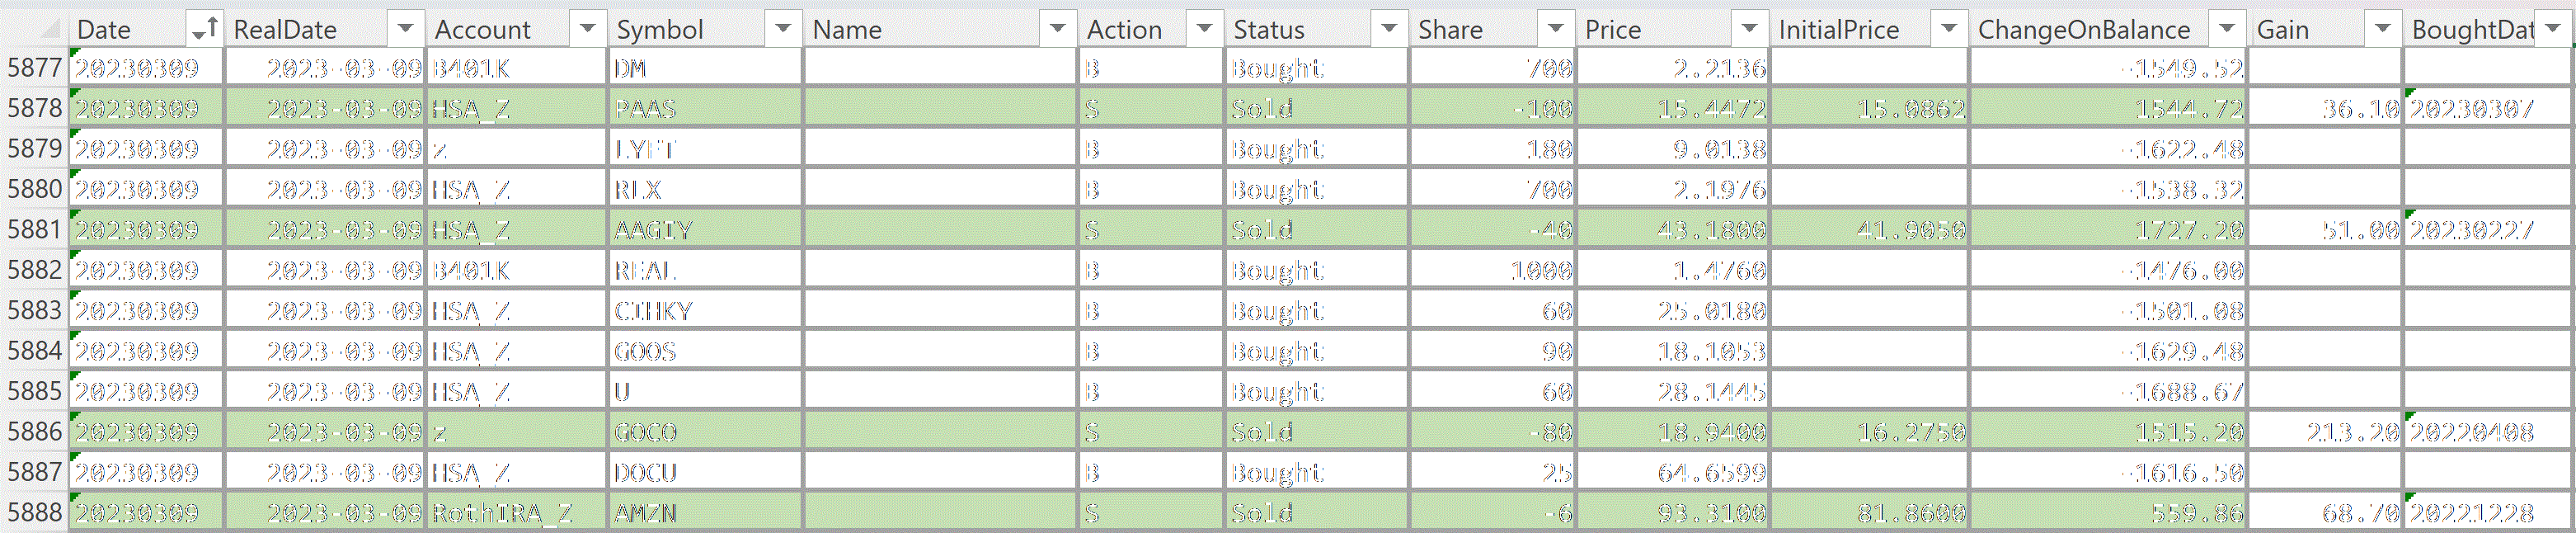 Date RealDate Account Symbol Name Action Status Share Price InitialPrice ChangeOnBalance Gain BoughtDat
5877 20230309 2023-03-09 B401K DM B Bought 700 2.2136 -1549.52
5878 20230309 2023-03-09 HSA_Z PAAS S Sold -100 15.4472 15.0862 1544.72 36.10 20230307
5879 20230309 2023-03-09 z LYFT B Bought 180 9.0138 -1622.48
5880 20230309 2023-03-09 HSA_Z RLX B Bought 700 2.1976 -1538.32
5881 20230309 2023-03-09 HSA_Z AAGIY S Sold -40 43.1800 41.9050 1727.20 51.00 20230227
5882 20230309 2023-03-09 B401K REAL B Bought 1000 1.4760 -1476.00
5883 20230309 2023-03-09 HSA_Z CIHKY B Bought 60 25.0180 -1501.08
5884 20230309 2023-03-09 HSA_Z GOOS B Bought 90 18.1053 -1629.48
5885 20230309 2023-03-09 HSA_Z U B Bought 60 28.1445 -1688.67
5886 20230309 2023-03-09 z GOCO S Sold -80 18.9400 16.2750 1515.20 213.20 20220408
5887 20230309 2023-03-09 HSA_Z DOCU B Bought 25 64.6599 -1616.50
5888 20230309 2023-03-09 RothIRA_Z AMZN S Sold -6 93.3100 81.8600 559.86 68.70 20221228